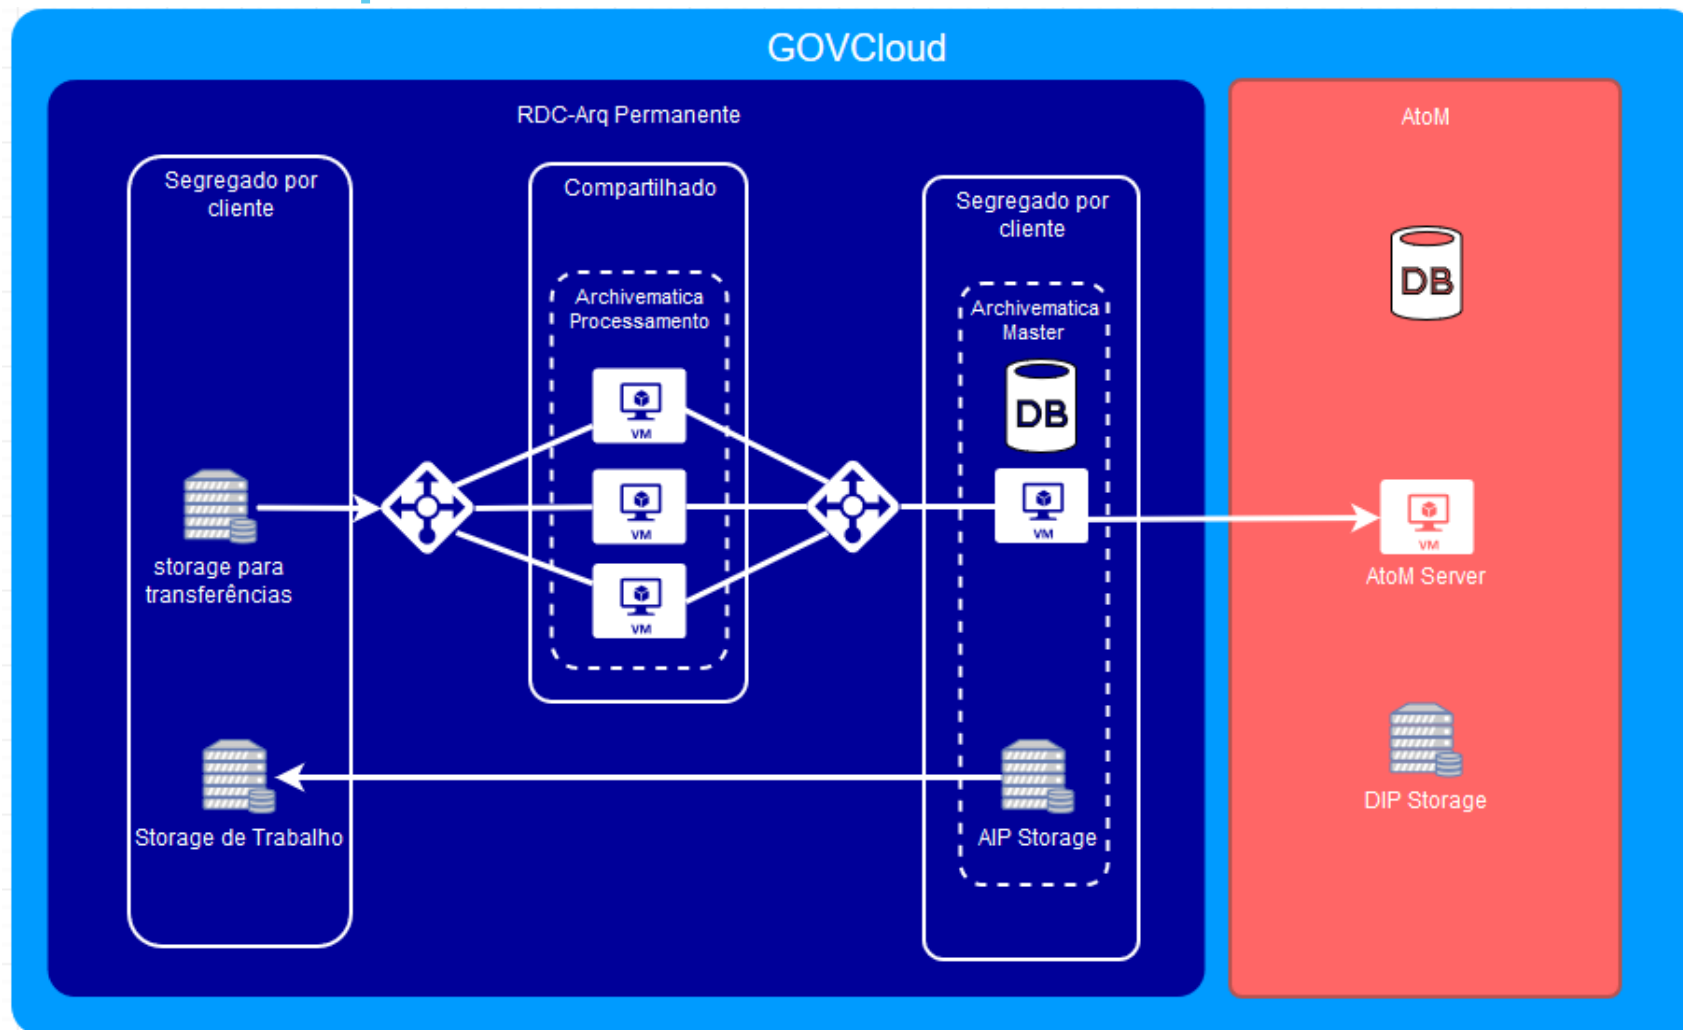 GOVCloud
RDC-Arq Permanente
Segregado por
cliente
storage para
transferências
Storage de Trabalho
Compartilhado
Archivematica
Processamento
VM
VM
VM
Segregado por
cliente
Archivematica
Master
DB
VM
AIP Storage
AtoM
DB
VM
AtoM Server
DIP Storage